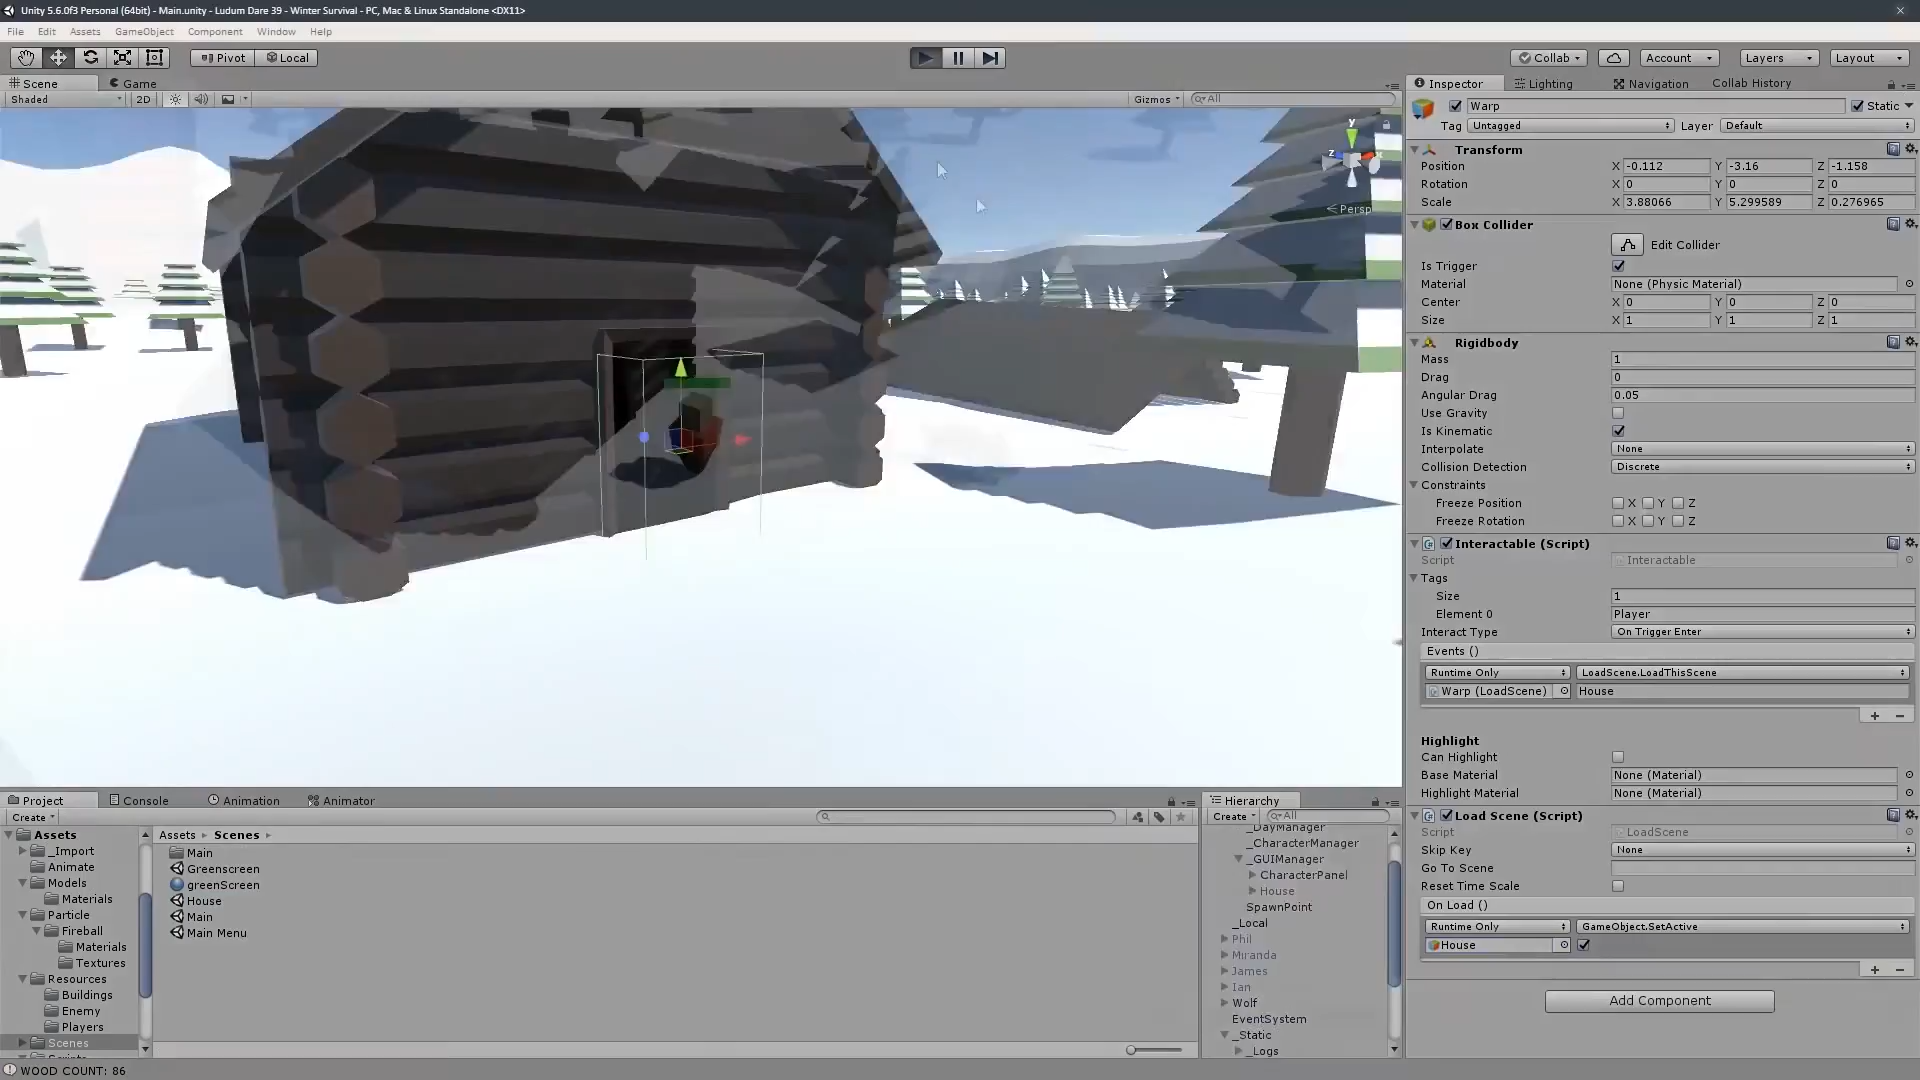 Unity 5.6.0f3 Personal (64bit) - Main.unity - Ludum Dare 39 - Winter Survival - PC, Mac & Linux Standalone <DX11>
File Edit Assets GameObject Component Window Help
Pivot Local
Collab Account Layers Layout
Scene Game
Shaded 2D Gizmos All
y
z x
Persp
Inspector Lighting Navigation Collab History
Warp Static
Tag Untagged Layer Default
Transform
Position X -0.112 Y -3.16 Z -1.158
Rotation X 0 Y 0 Z 0
Scale X 3.88066 Y 5.299589 Z 0.276965
Box Collider
Edit Collider
Is Trigger
Material None (Physic Material)
Center X 0 Y 0 Z 0
Size X 1 Y 1 Z 1
Rigidbody
Mass 1
Drag 0
Angular Drag 0.05
Use Gravity
Is Kinematic
Interpolate None
Collision Detection Discrete
Constraints
Freeze Position X Y Z
Freeze Rotation X Y Z
Interactable (Script)
Script Interactable
Tags
Size 1
Element 0 Player
Interact Type On Trigger Enter
Events ()
Runtime Only LoadScene.LoadThisScene
Warp (LoadScene) House
Highlight
Can Highlight
Base Material None (Material)
Highlight Material None (Material)
Load Scene (Script)
Script LoadScene
Skip Key None
Go To Scene
Reset Time Scale
On Load ()
Runtime Only GameObject.SetActive
House
Add Component
Project Console Animation Animator
Create
Assets
_Import
Animate
Models
Materials
Particle
Fireball
Materials
Textures
Resources
Buildings
Enemy
Players
Scenes
Scripts
Assets Scenes
Main
Greenscreen
greenScreen
House
Main
Main Menu
Hierarchy
Create All
_DayManager
_CharacterManager
_GUIManager
CharacterPanel
House
SpawnPoint
_Local
Phil
Miranda
James
Ian
Wolf
EventSystem
_Static
_Logs
WOOD COUNT: 86